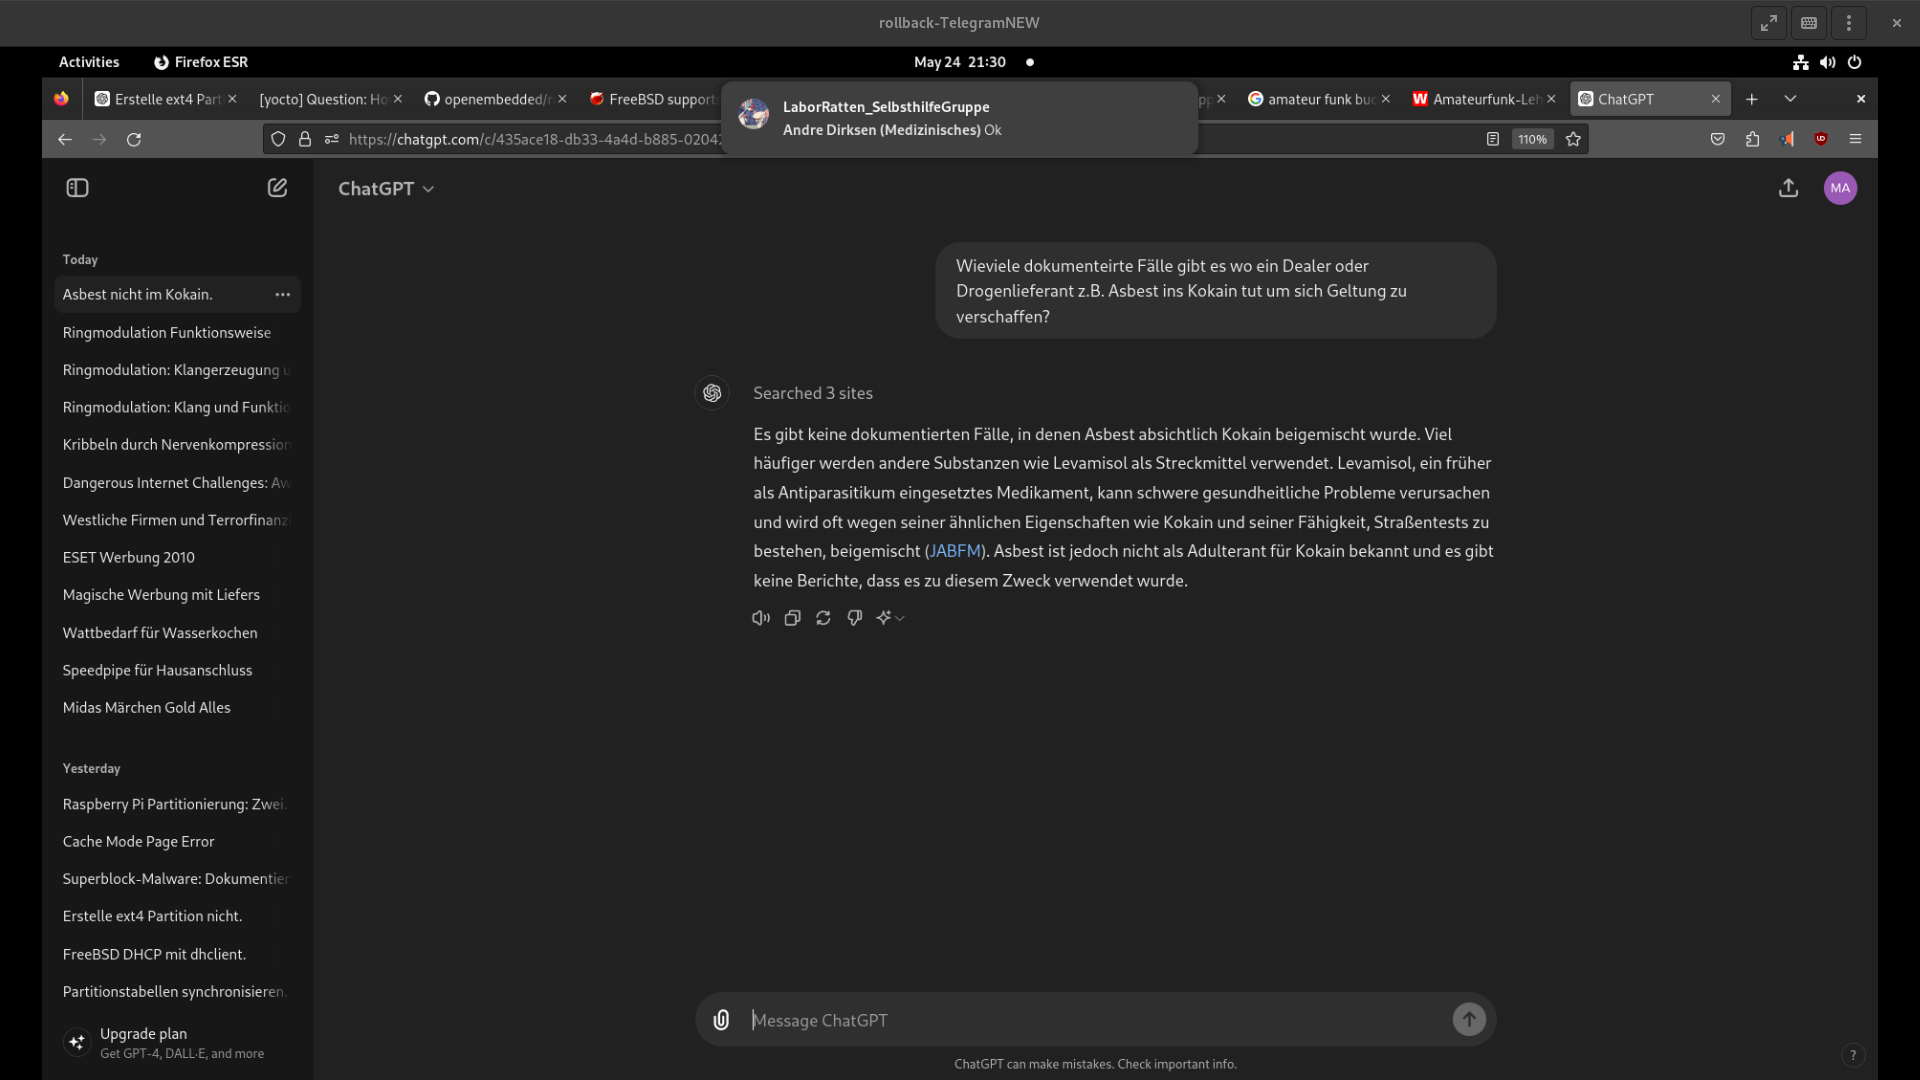 rollback-TelegramNEW
Activities
Firefox ESR
May 24 21:30
Erstelle ext4 Part
[yocto] Question: Ho
openembedded/r
FreeBSD support
amateur funk buc
Amateurfunk-Leh
ChatGPT
LaborRatten_SelbsthilfeGruppe
Andre Dirksen (Medizinisches) Ok
https://chatgpt.com/c/435ace18-db33-4a4d-b885-0204
110%
ChatGPT
MA
Today
Asbest nicht im Kokain.
Ringmodulation Funktionsweise
Ringmodulation: Klangerzeugung u
Ringmodulation: Klang und Funktio
Kribbeln durch Nervenkompression
Dangerous Internet Challenges: Aw
Westliche Firmen und Terrorfinanzi
ESET Werbung 2010
Magische Werbung mit Liefers
Wattbedarf für Wasserkochen
Speedpipe für Hausanschluss
Midas Märchen Gold Alles
Yesterday
Raspberry Pi Partitionierung: Zwei.
Cache Mode Page Error
Superblock-Malware: Dokumentier
Erstelle ext4 Partition nicht.
FreeBSD DHCP mit dhclient.
Partitionstabellen synchronisieren.
Upgrade plan
Get GPT-4, DALL·E, and more
Wieviele dokumenteirte Fälle gibt es wo ein Dealer oder
Drogenlieferant z.B. Asbest ins Kokain tut um sich Geltung zu
verschaffen?
Searched 3 sites
Es gibt keine dokumentierten Fälle, in denen Asbest absichtlich Kokain beigemischt wurde. Viel
häufiger werden andere Substanzen wie Levamisol als Streckmittel verwendet. Levamisol, ein früher
als Antiparasitikum eingesetztes Medikament, kann schwere gesundheitliche Probleme verursachen
und wird oft wegen seiner ähnlichen Eigenschaften wie Kokain und seiner Fähigkeit, Straßentests zu
bestehen, beigemischt (JABFM). Asbest ist jedoch nicht als Adulterant für Kokain bekannt und es gibt
keine Berichte, dass es zu diesem Zweck verwendet wurde.
Message ChatGPT
ChatGPT can make mistakes. Check important info.
?